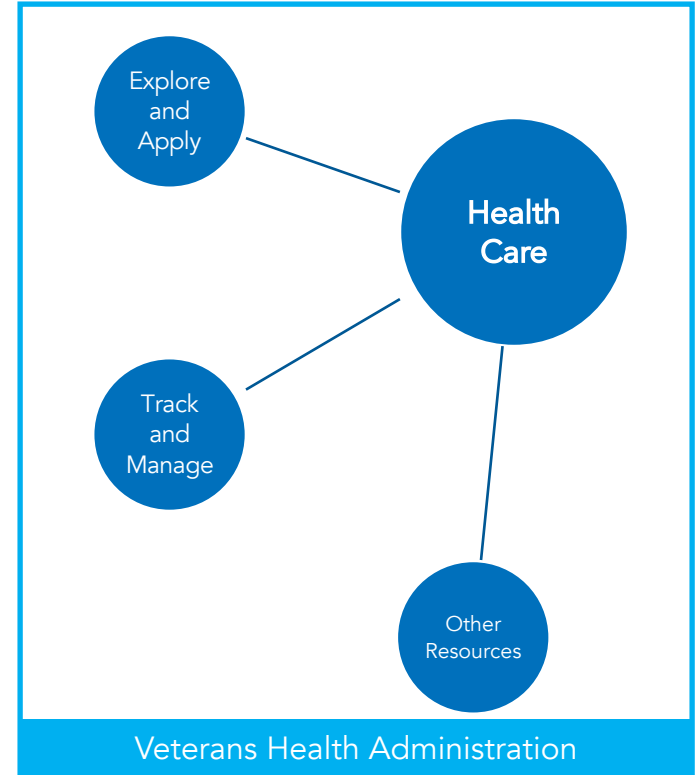 Explore
and
Apply
Health
Care
Track
and
Manage
Other
Resources
Veterans Health Administration